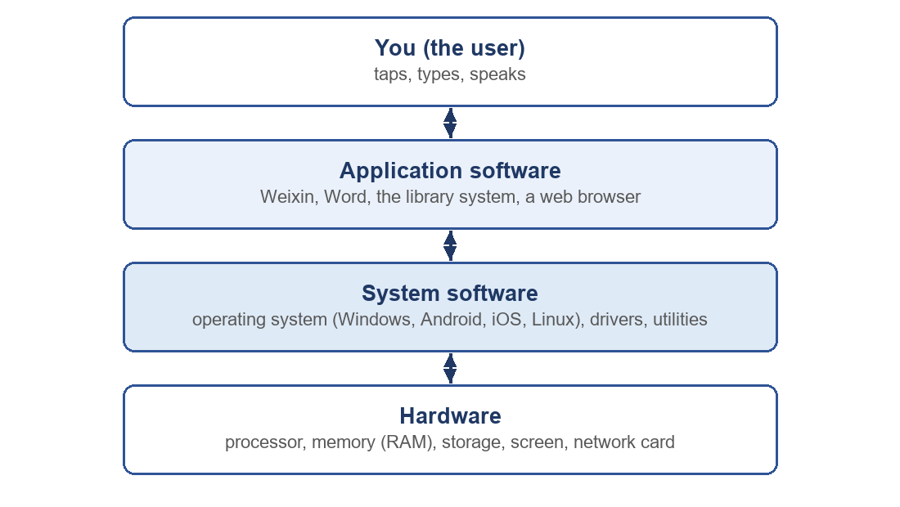 You (the user)
taps, types, speaks
Application software
Weixin, Word, the library system, a web browser
System software
operating system (Windows, Android, iOS, Linux), drivers, utilities
Hardware
processor, memory (RAM), storage, screen, network card